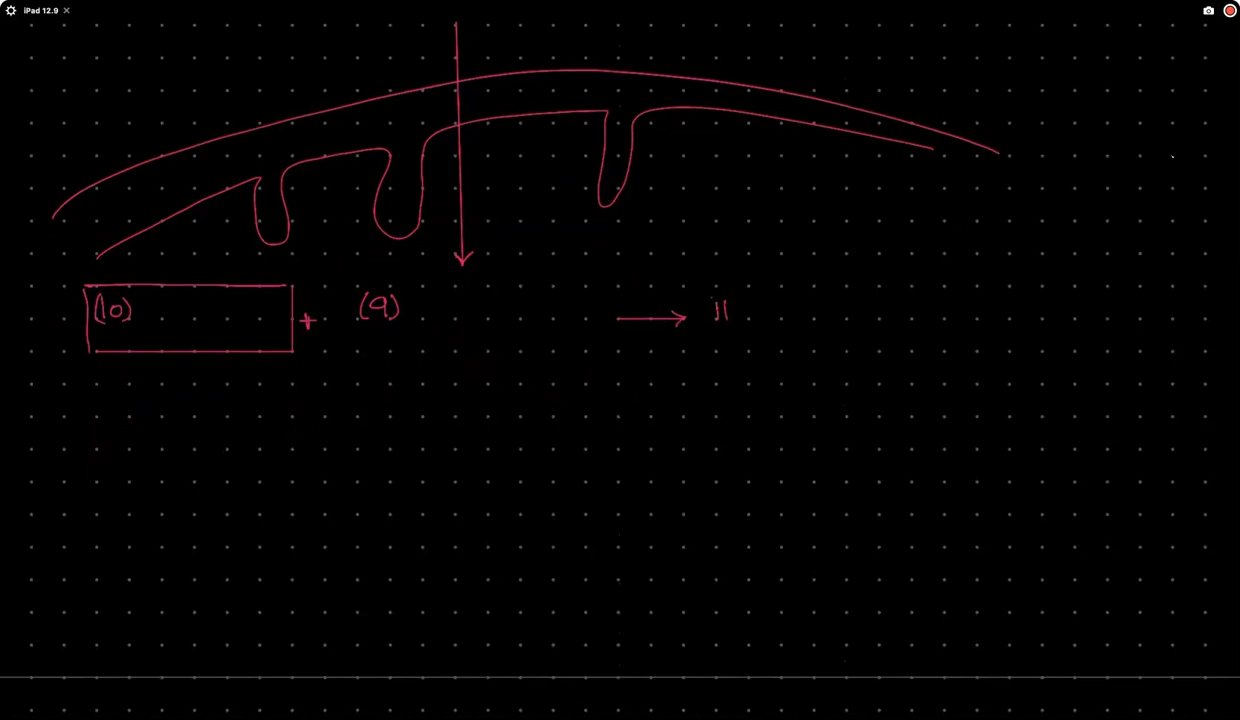 iPad 12.9
(10) + (9) → 11